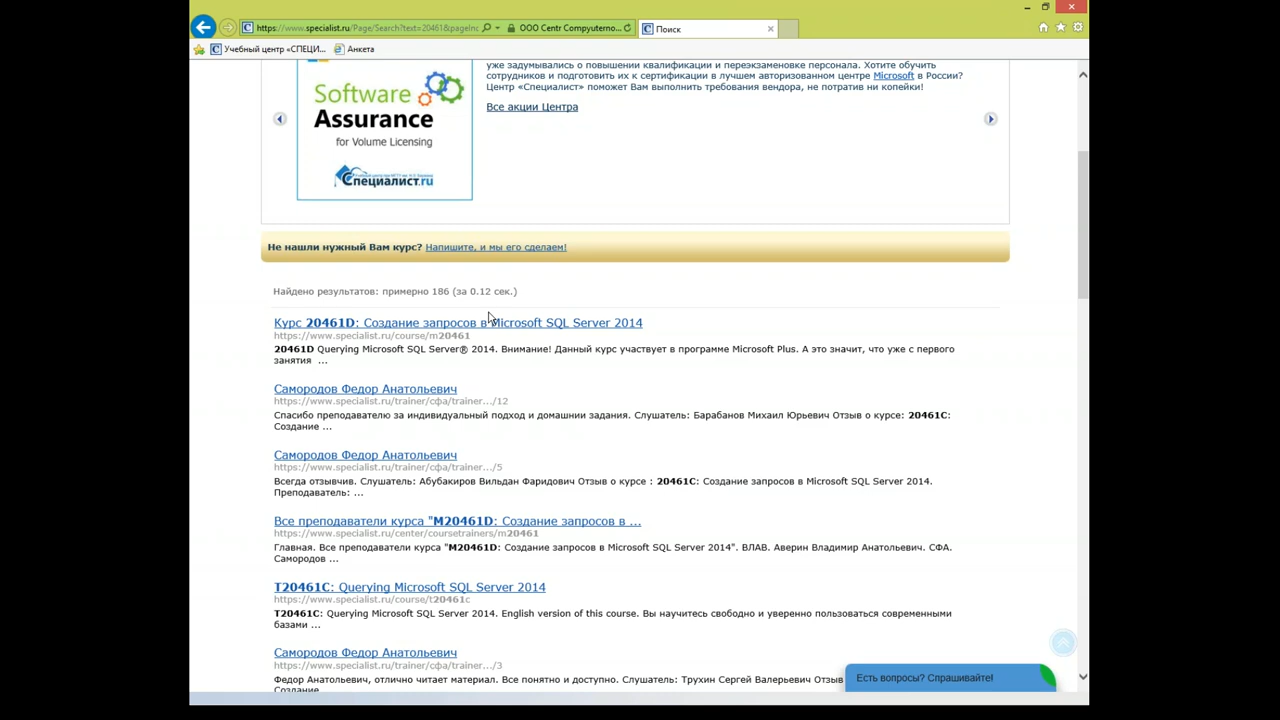 https://www.specialist.ru/Page/Search?text=20461&pageInc
ООО Centr Compyuterno...
Поиск
Учебный центр «СПЕЦИ...
Анкета
уже задумывались о повышении квалификации и переэкзаменовке персонала. Хотите обучить
сотрудников и подготовить их к сертификации в лучшем авторизованном центре Microsoft в России?
Центр «Специалист» поможет Вам выполнить требования вендора, не потратив ни копейки!
Все акции Центра
Software
Assurance
for Volume Licensing
Специалист.ru
Не нашли нужный Вам курс? Напишите, и мы его сделаем!
Найдено результатов: примерно 186 (за 0.12 сек.)
Курс 20461D: Создание запросов в Microsoft SQL Server 2014
https://www.specialist.ru/course/m20461
20461D Querying Microsoft SQL Server® 2014. Внимание! Данный курс участвует в программе Microsoft Plus. А это значит, что уже с первого
занятия ...
Самородов Федор Анатольевич
https://www.specialist.ru/trainer/сфа/trainer.../12
Спасибо преподавателю за индивидуальный подход и домашнии задания. Слушатель: Барабанов Михаил Юрьевич Отзыв о курсе: 20461C:
Создание ...
Самородов Федор Анатольевич
https://www.specialist.ru/trainer/сфа/trainer.../5
Всегда отзывчив. Слушатель: Абубакиров Вильдан Фаридович Отзыв о курсе : 20461C: Создание запросов в Microsoft SQL Server 2014.
Преподаватель: ...
Все преподаватели курса "М20461D: Создание запросов в ...
https://www.specialist.ru/center/coursetrainers/m20461
Главная. Все преподаватели курса "М20461D: Создание запросов в Microsoft SQL Server 2014". ВЛАВ. Аверин Владимир Анатольевич. СФА.
Самородов ...
T20461C: Querying Microsoft SQL Server 2014
https://www.specialist.ru/course/t20461c
T20461C: Querying Microsoft SQL Server 2014. English version of this course. Вы научитесь свободно и уверенно пользоваться современными
базами ...
Самородов Федор Анатольевич
https://www.specialist.ru/trainer/сфа/trainer.../3
Федор Анатольевич, отлично читает материал. Все понятно и доступно. Слушатель: Трухин Сергей Валерьевич Отзыв
Создание
Есть вопросы? Спрашивайте!